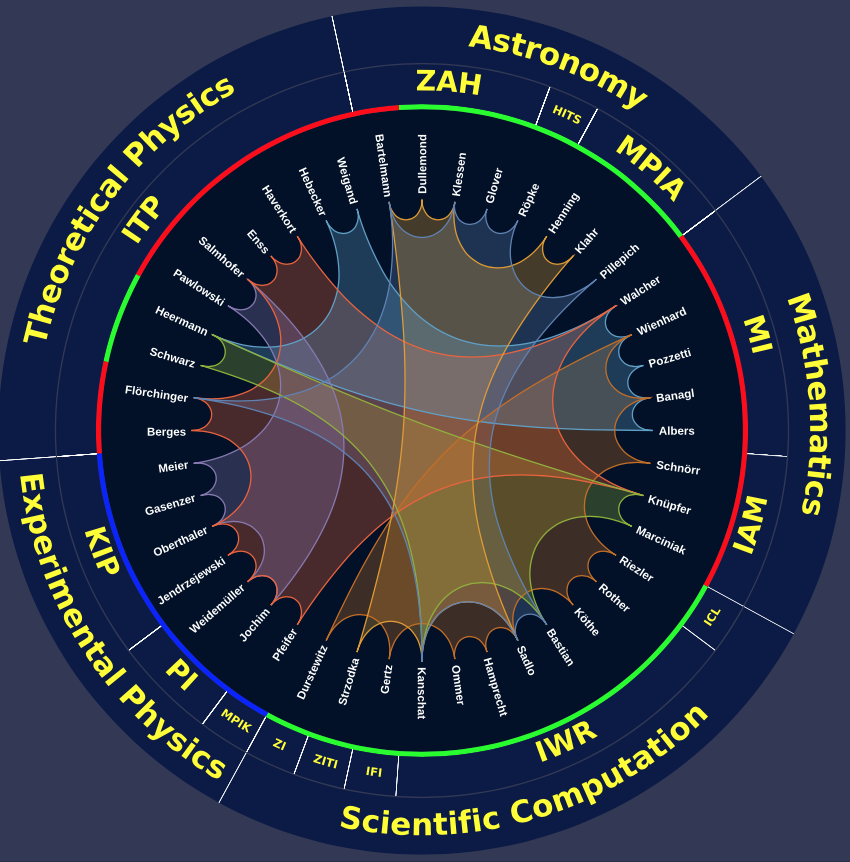 Theoretical Physics
Astronomy
Mathematics
Scientific Computation
Experimental Physics
ITP
ZAH
HITS
MPIA
MI
IAM
ICL
IWR
IFI
ZITI
ZI
MPIK
PI
KIP
Bartelmann
Dullemond
Klessen
Glover
Röpke
Henning
Klahr
Pillepich
Walcher
Wienhard
Pozzetti
Banagl
Albers
Schnörr
Knüpfer
Marciniak
Riezler
Rother
Köthe
Bastian
Sadlo
Hamprecht
Ommer
Kanschat
Gertz
Strzodka
Durstewitz
Pfeifer
Jochim
Weidemüller
Jendrzejewski
Oberthaler
Gasenzer
Meier
Berges
Flörchinger
Schwarz
Heermann
Pawlowski
Salmhofer
Enss
Haverkort
Hebecker
Weigand